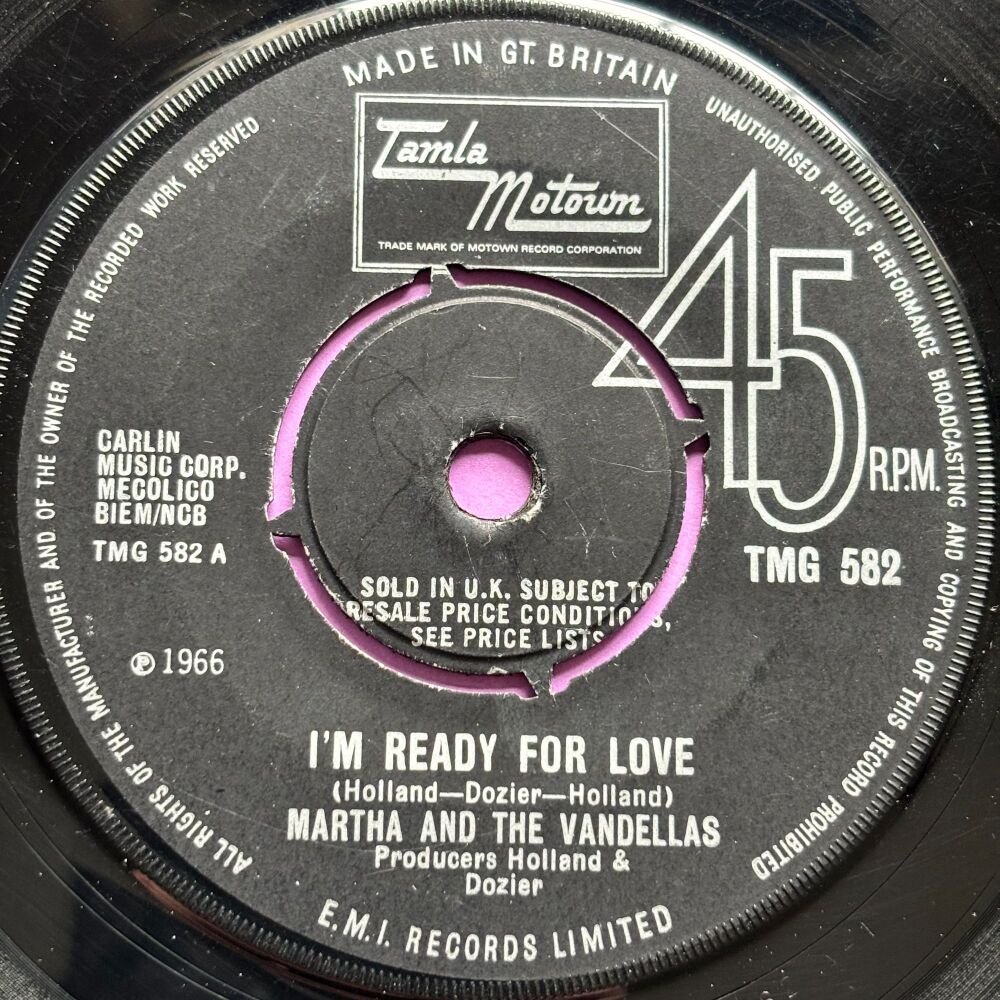 MADE IN GT. BRITAIN
Tamla
Motown
TRADE MARK OF MOTOWN RECORD CORPORATION
ALL RIGHTS OF THE MANUFACTURER AND OF THE OWNER OF THE RECORDED WORK RESERVED
UNAUTHORISED PUBLIC PERFORMANCE BROADCASTING AND COPYING OF THIS RECORD PROHIBITED
45
R.P.M.
CARLIN
MUSIC CORP.
MECOLICO
BIEM/NCB
TMG 582 A
TMG 582
SOLD IN U.K. SUBJECT TO
RESALE PRICE CONDITIONS,
SEE PRICE LISTS
℗ 1966
I'M READY FOR LOVE
(Holland—Dozier—Holland)
MARTHA AND THE VANDELLAS
Producers Holland &
Dozier
E.M.I. RECORDS LIMITED